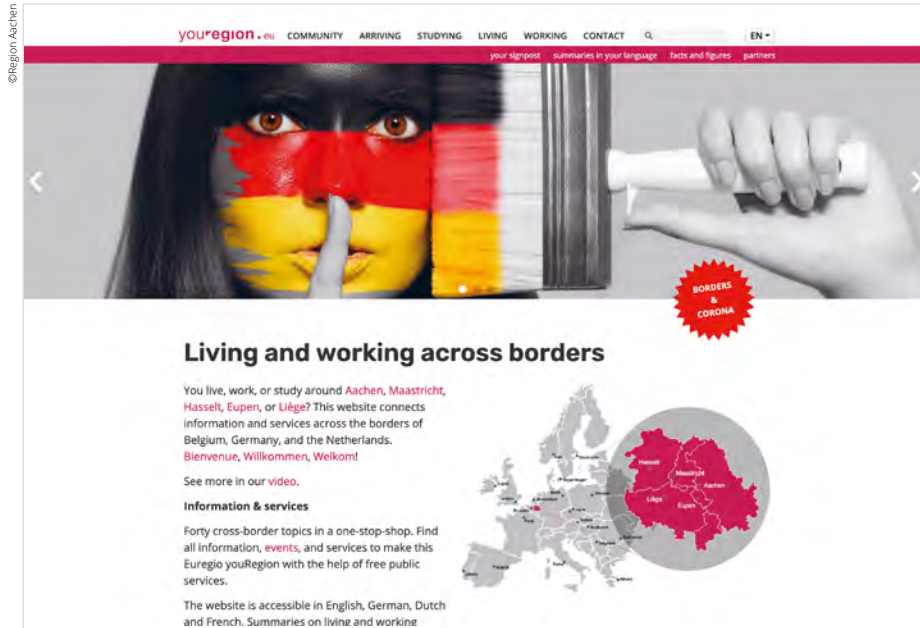 ©Region Aachen
youregion.eu COMMUNITY ARRIVING STUDYING LIVING WORKING CONTACT EN
your signpost summaries in your language facts and figures partners
BORDERS
&
CORONA
Living and working across borders
You live, work, or study around Aachen, Maastricht,
Hasselt, Eupen, or Liège? This website connects
information and services across the borders of
Belgium, Germany, and the Netherlands.
Bienvenue, Willkommen, Welkom!
See more in our video.
Information & services
Forty cross-border topics in a one-stop-shop. Find
all information, events, and services to make this
Euregio youRegion with the help of free public
services.
The website is accessible in English, German, Dutch
and French. Summaries on living and working
Hasselt
Maastricht
Aachen
Liège
Eupen